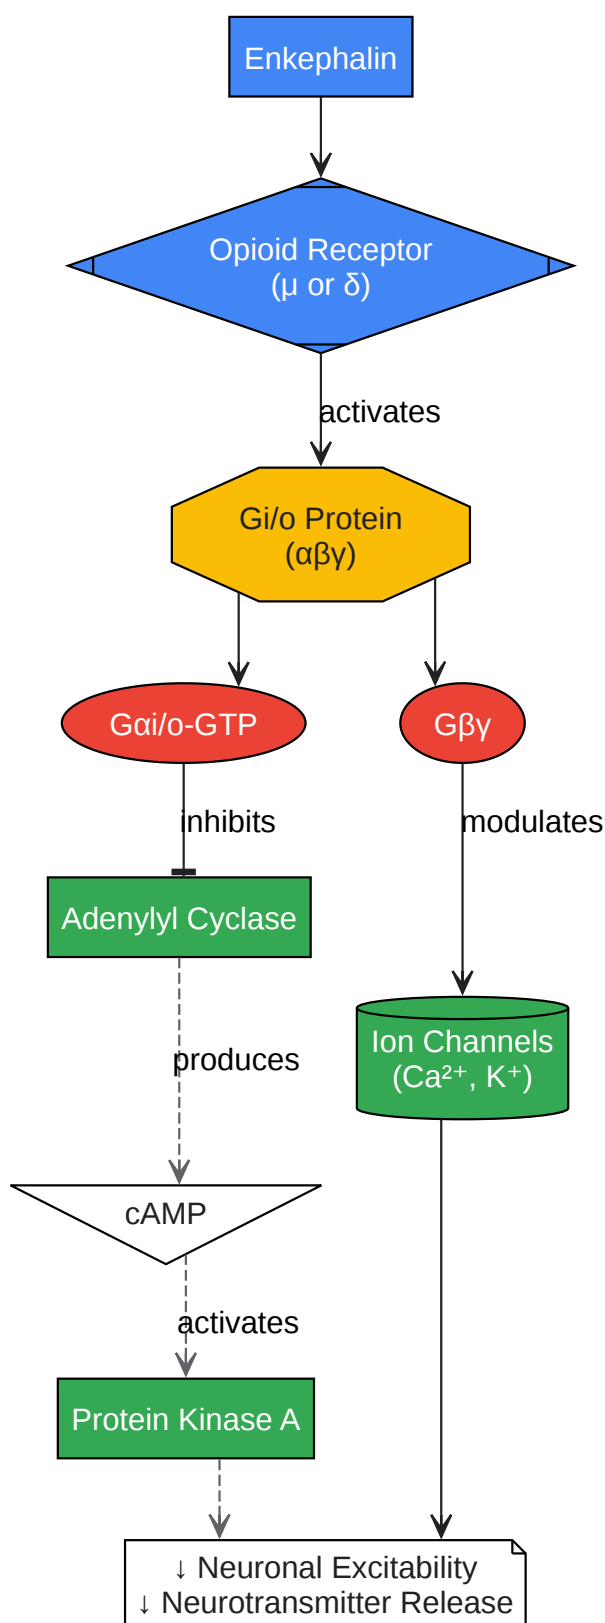 Enkephalin
Opioid Receptor
(μ or δ)
activates
Gi/o Protein
(αβγ)
Gαi/o-GTP
Gβγ
inhibits
modulates
Adenylyl Cyclase
Ion Channels
(Ca²⁺, K⁺)
produces
cAMP
activates
Protein Kinase A
↓ Neuronal Excitability
↓ Neurotransmitter Release